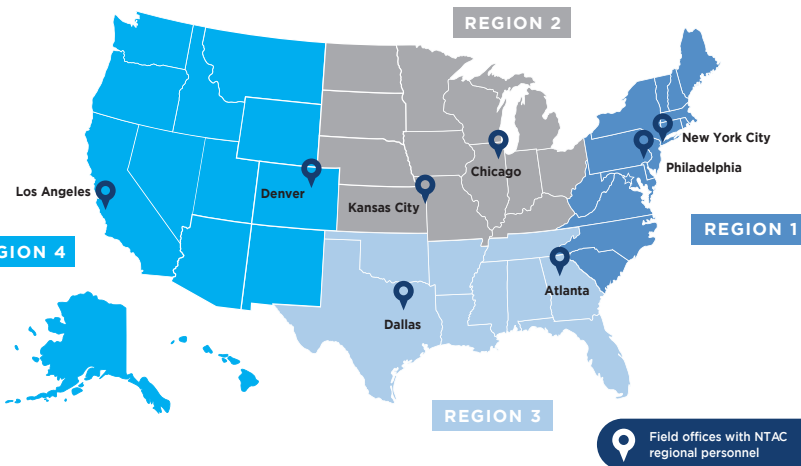 REGION 2
New York City
Philadelphia
Chicago
Los Angeles
Denver
Kansas City
REGION 1
GION 4
Atlanta
Dallas
REGION 3
Field offices with NTAC
regional personnel